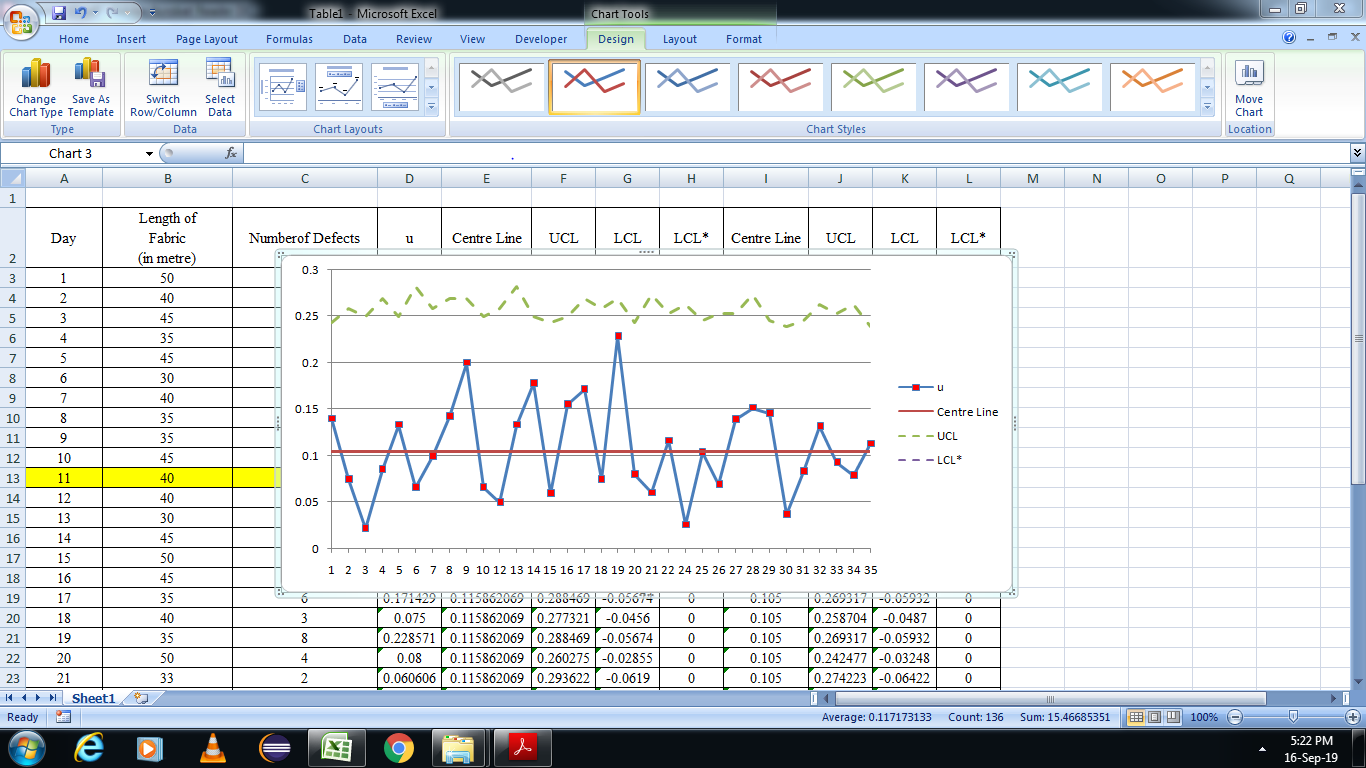 Table1 - Microsoft Excel Chart Tools
Home Insert Page Layout Formulas Data Review View Developer Design Layout Format
Change Chart Type Save As Template Switch Row/Column Select Data Move Chart
Type Data Chart Layouts Chart Styles Location
Chart 3 fx
A B C D E F G H I J K L M N O P Q
1
2 Day Length of Fabric (in metre) Numberof Defects u Centre Line UCL LCL LCL* Centre Line UCL LCL LCL*
3 1 50
4 2 40
5 3 45
6 4 35
7 5 45
8 6 30
9 7 40
10 8 35
11 9 35
12 10 45
13 11 40
14 12 40
15 13 30
16 14 45
17 15 50
18 16 45
0.3
0.25
0.2
0.15
0.1
0.05
0
1 2 3 4 5 6 7 8 9 10 12 13 14 15 16 17 18 19 20 21 22 24 25 26 27 28 29 30 31 32 33 34 35
u
Centre Line
UCL
LCL*
19 17 35 6 0.171429 0.115862069 0.288469 -0.05674 0 0.105 0.269317 -0.05932 0
20 18 40 3 0.075 0.115862069 0.277321 -0.0456 0 0.105 0.258704 -0.0487 0
21 19 35 8 0.228571 0.115862069 0.288469 -0.05674 0 0.105 0.269317 -0.05932 0
22 20 50 4 0.08 0.115862069 0.260275 -0.02855 0 0.105 0.242477 -0.03248 0
23 21 33 2 0.060606 0.115862069 0.293622 -0.0619 0 0.105 0.274223 -0.06422 0
Sheet1
Ready Average: 0.117173133 Count: 136 Sum: 15.46685351 100%
5:22 PM
16-Sep-19